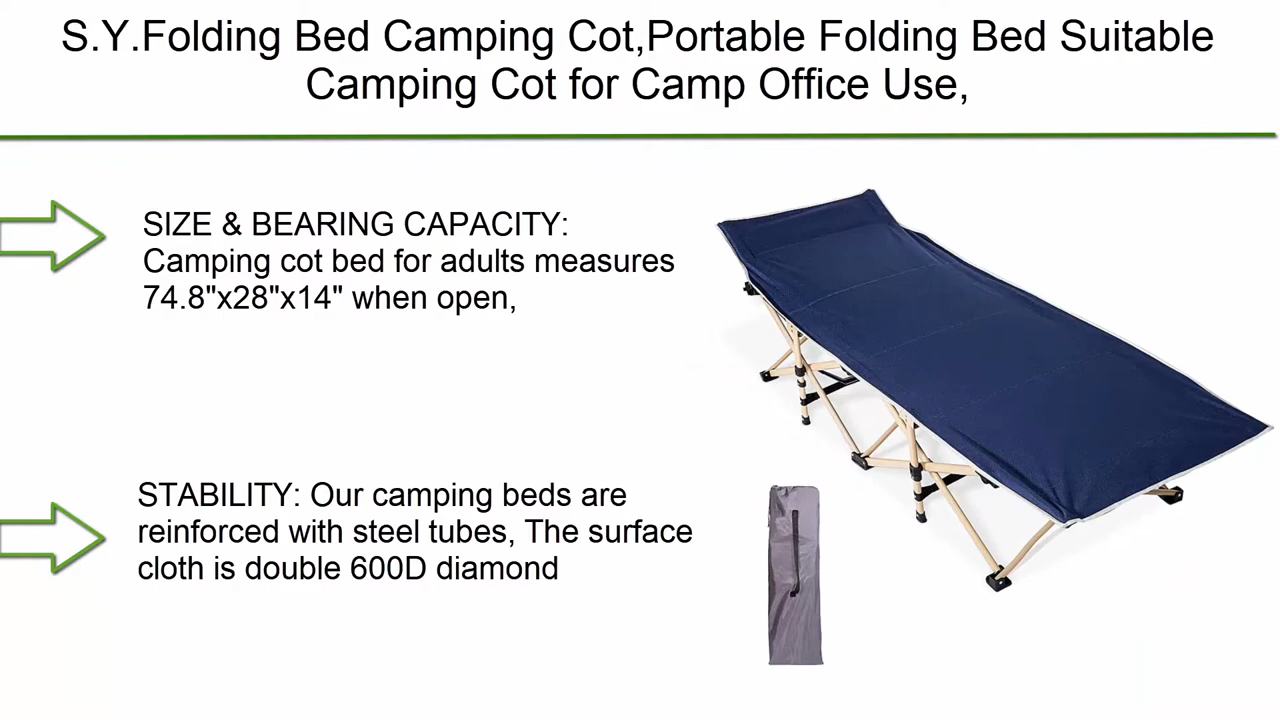 S.Y.Folding Bed Camping Cot,Portable Folding Bed Suitable
Camping Cot for Camp Office Use,
SIZE & BEARING CAPACITY:
Camping cot bed for adults measures
74.8"x28"x14" when open,
STABILITY: Our camping beds are
reinforced with steel tubes, The surface
cloth is double 600D diamond